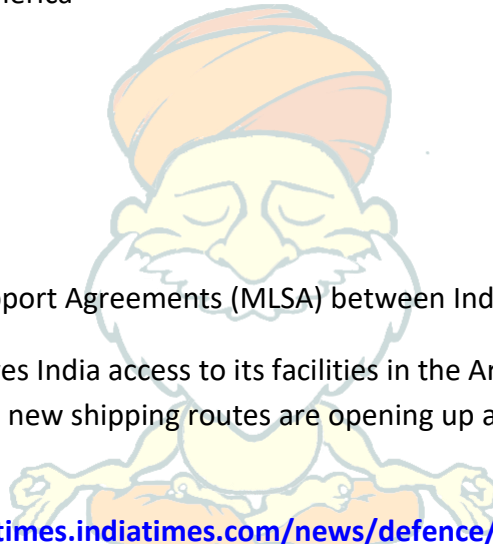 pport Agreements (MLSA) between Ind
es India access to its facilities in the Ar
new shipping routes are opening up a
times.indiatimes.com/news/defence/